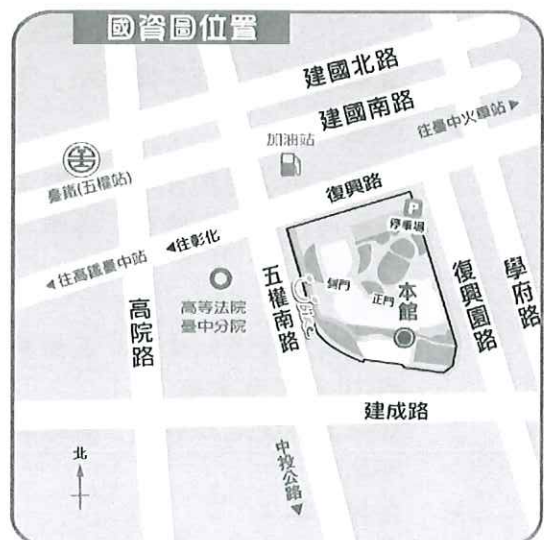 國資圖位置
建國北路
建國南路
往臺中火車站▶
加油站
臺鐵(五權站)
復興路
P
停車場
◀往彰化
◀往高鐵臺中站
高等法院
臺中分院
高院路
五權南路
側門
正門
本館
復興園路
學府路
建成路
中投公路▼
北